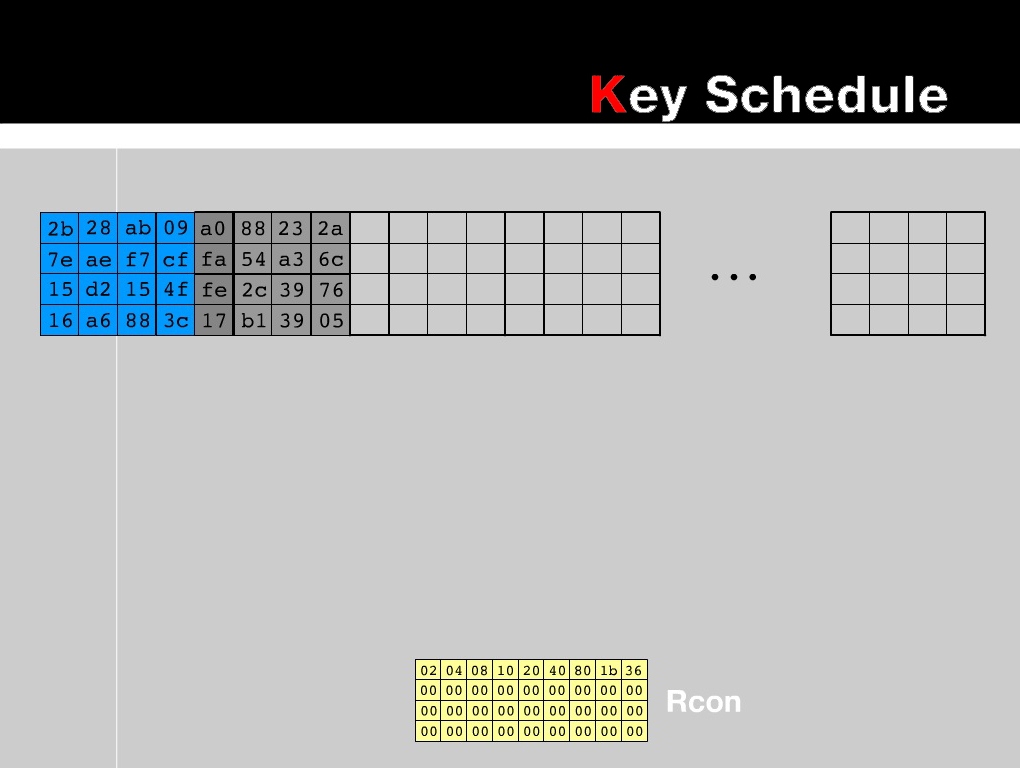 Key Schedule
2b 28 ab 09 a0 88 23 2a
7e ae f7 cf fa 54 a3 6c
15 d2 15 4f fe 2c 39 76
16 a6 88 3c 17 b1 39 05
...
02 04 08 10 20 40 80 1b 36
00 00 00 00 00 00 00 00 00
00 00 00 00 00 00 00 00 00
00 00 00 00 00 00 00 00 00
Rcon